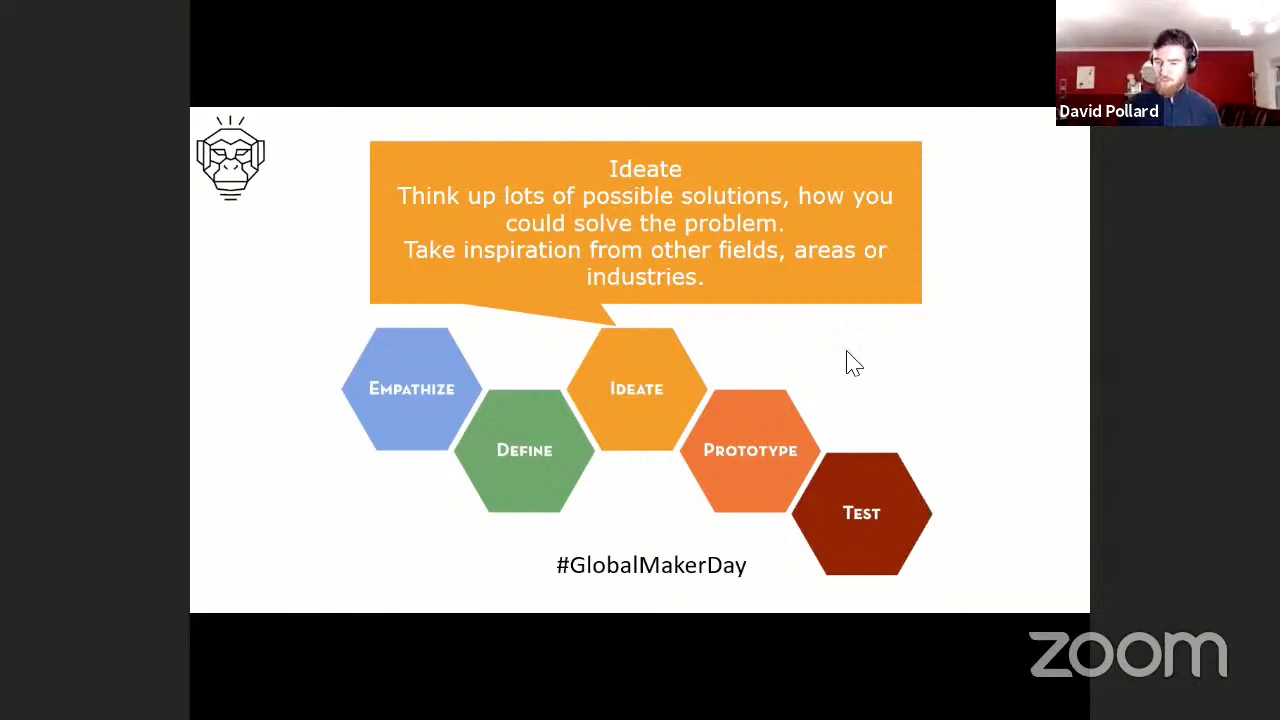 David Pollard
Ideate
Think up lots of possible solutions, how you
could solve the problem.
Take inspiration from other fields, areas or
industries.
EMPATHIZE
IDEATE
DEFINE
PROTOTYPE
TEST
#GlobalMakerDay
zoom